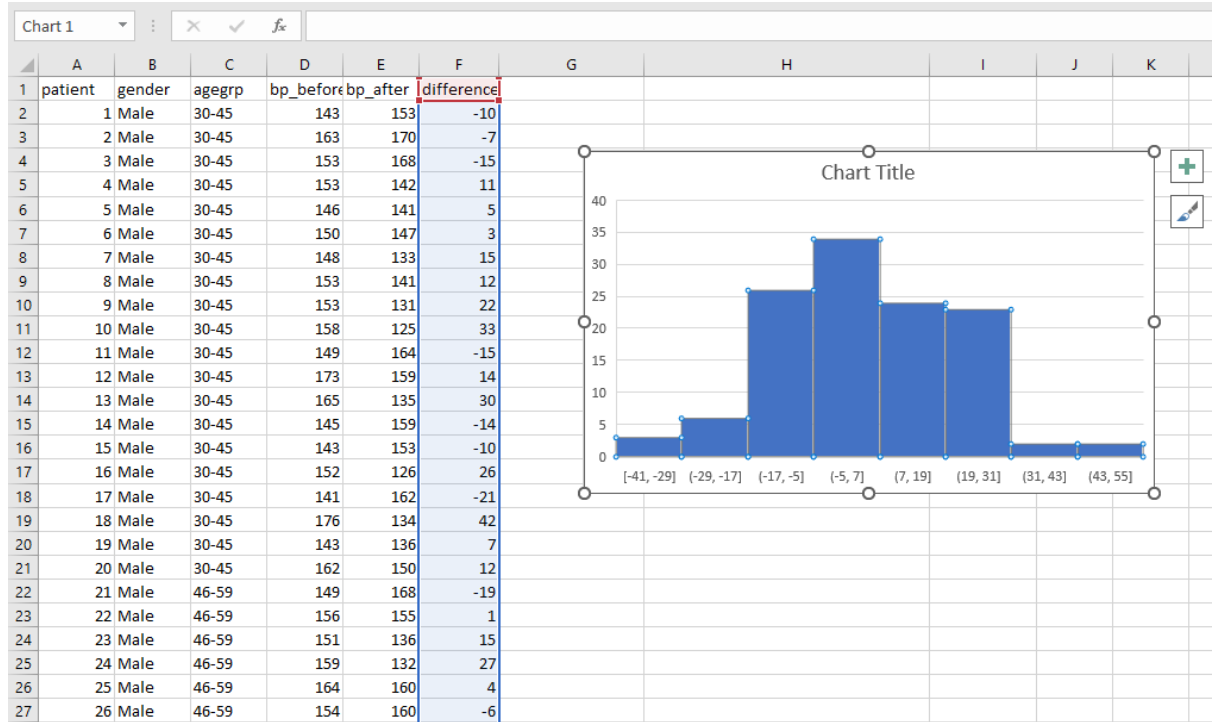 Chart 1 fx
A B C D E F G H I J K
1 patient gender agegrp bp_before bp_after difference
2 1 Male 30-45 143 153 -10
3 2 Male 30-45 163 170 -7
4 3 Male 30-45 153 168 -15
5 4 Male 30-45 153 142 11
6 5 Male 30-45 146 141 5
7 6 Male 30-45 150 147 3
8 7 Male 30-45 148 133 15
9 8 Male 30-45 153 141 12
10 9 Male 30-45 153 131 22
11 10 Male 30-45 158 125 33
12 11 Male 30-45 149 164 -15
13 12 Male 30-45 173 159 14
14 13 Male 30-45 165 135 30
15 14 Male 30-45 145 159 -14
16 15 Male 30-45 143 153 -10
17 16 Male 30-45 152 126 26
18 17 Male 30-45 141 162 -21
19 18 Male 30-45 176 134 42
20 19 Male 30-45 143 136 7
21 20 Male 30-45 162 150 12
22 21 Male 46-59 149 168 -19
23 22 Male 46-59 156 155 1
24 23 Male 46-59 151 136 15
25 24 Male 46-59 159 132 27
26 25 Male 46-59 164 160 4
27 26 Male 46-59 154 160 -6
Chart Title
40
35
30
25
20
15
10
5
0
[-41, -29] (-29, -17] (-17, -5] (-5, 7] (7, 19] (19, 31] (31, 43] (43, 55]